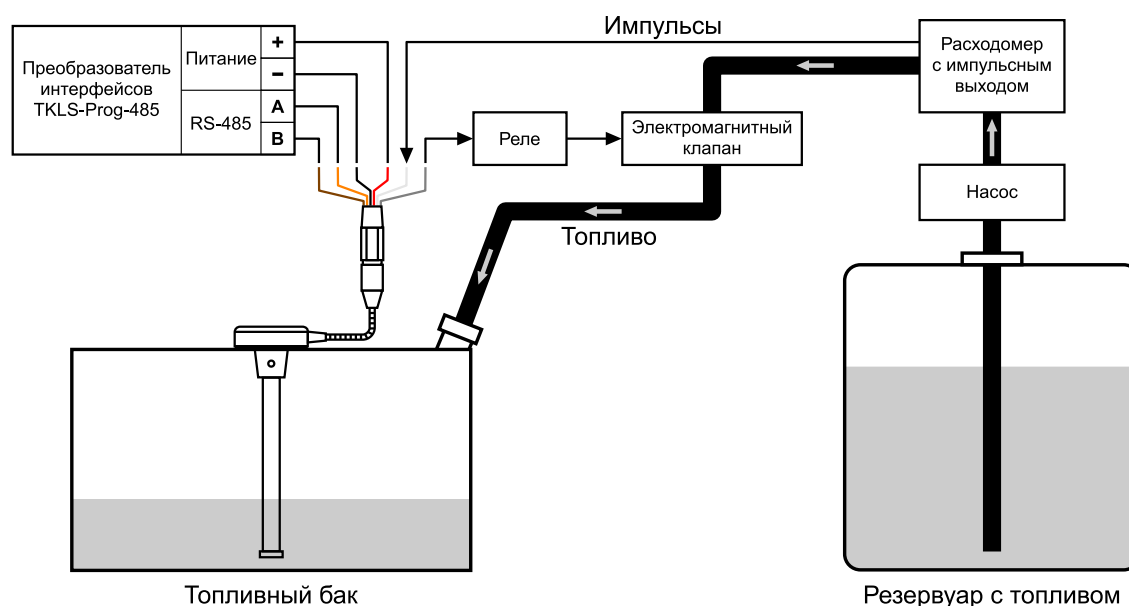 Импульсы
Преобразователь
интерфейсов
TKLS-Prog-485
Питание
+
−
RS-485
A
B
Расходомер
с импульсным
выходом
Реле
Электромагнитный
клапан
Насос
Топливо
Топливный бак
Резервуар с топливом